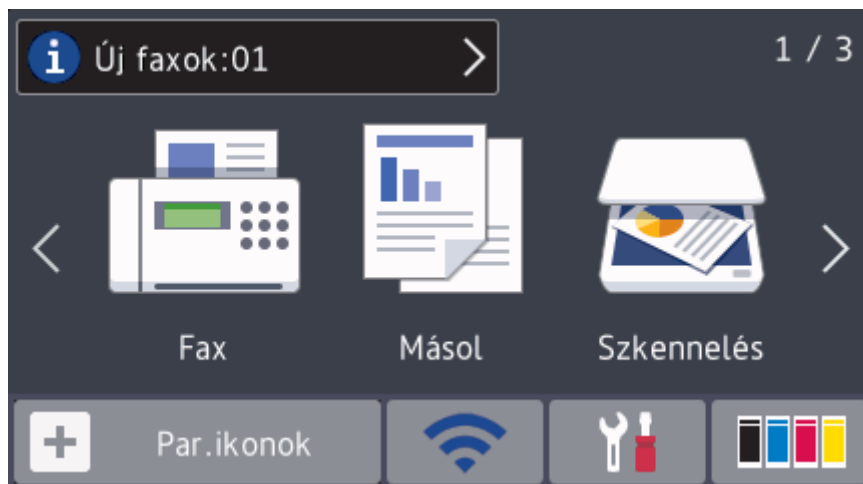 Új faxok:01
1 / 3
Fax
Másol
Szkennelés
Par.ikonok